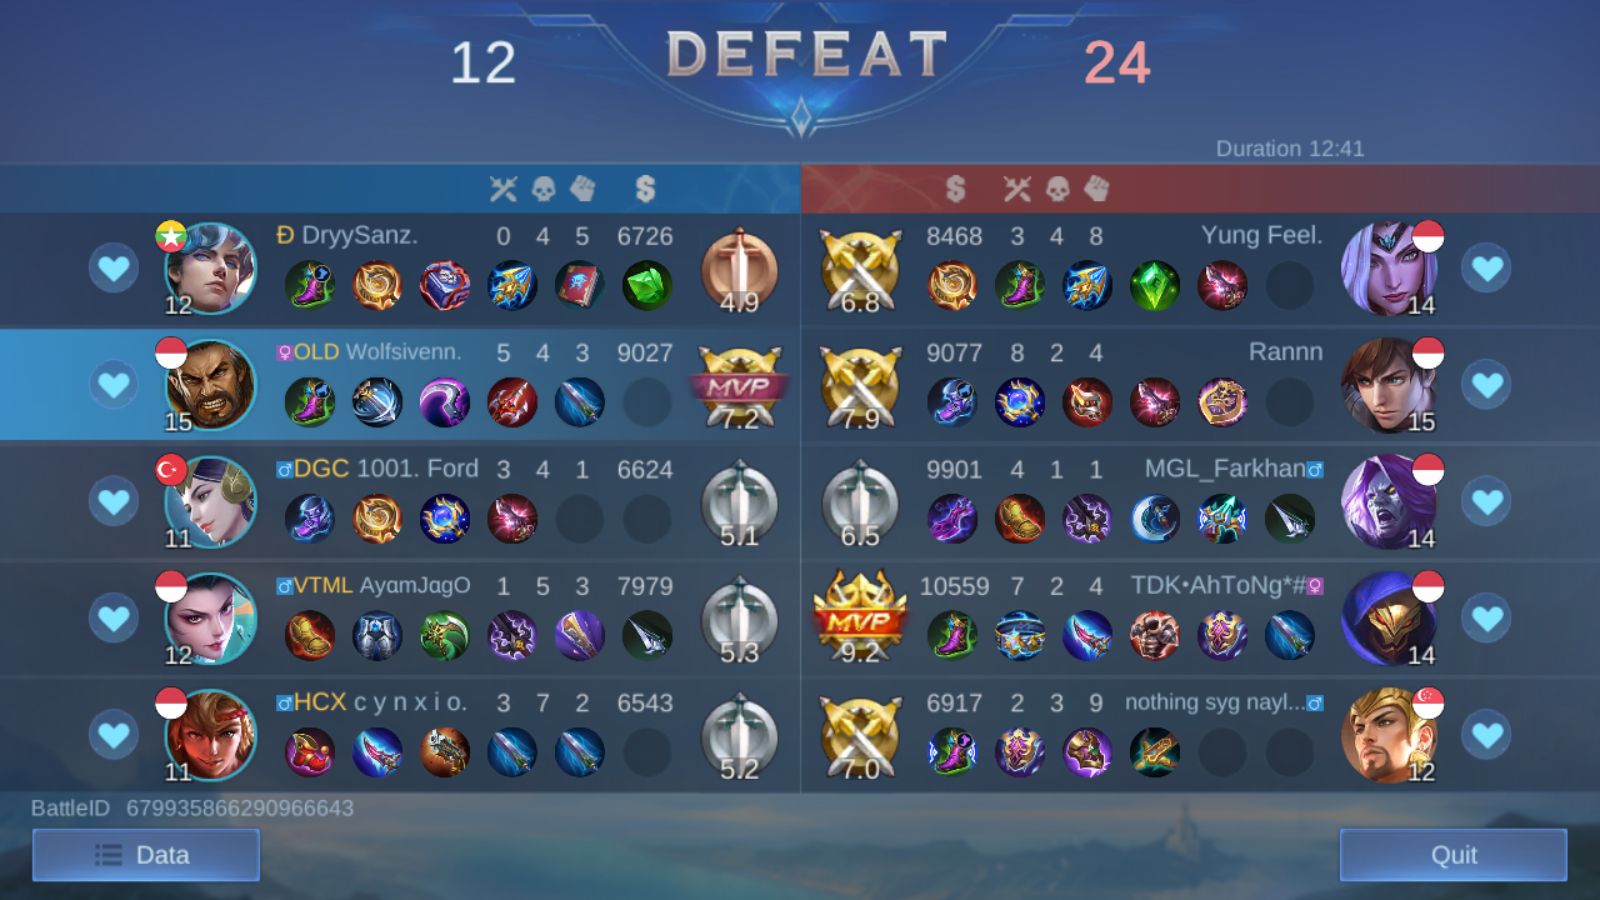 12 DEFEAT 24
Duration 12:41
Đ DryySanz. 0 4 5 6726
12 4.9
8468 3 4 8 Yung Feel.
6.8 14
OLD Wolfsivenn. 5 4 3 9027
15 MVP 7.2
9077 8 2 4 Rannn
7.9 15
DGC 1001. Ford 3 4 1 6624
11 5.1
9901 4 1 1 MGL_Farkhan
6.5 14
VTML AyamJagO 1 5 3 7979
12 5.3
10559 7 2 4 TDK•AhToNg*#
MVP 9.2 14
HCX c y n x i o. 3 7 2 6543
11 5.2
6917 2 3 9 nothing syg nayl...
7.0 12
BattleID 679935866290966643
Data
Quit